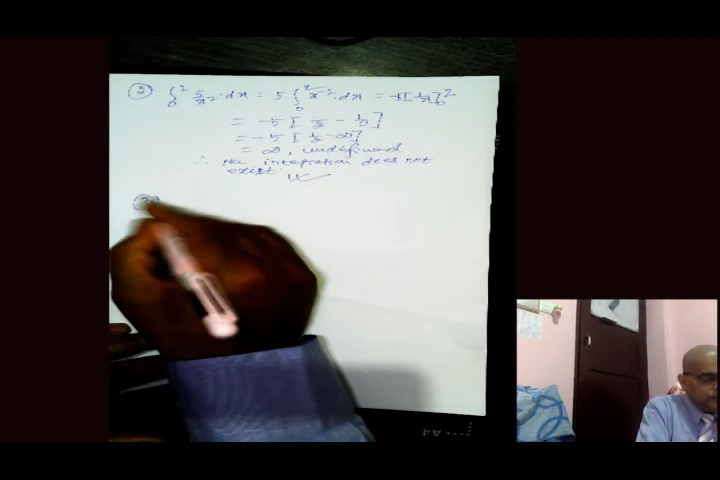 ② ∫₀² 5/x² · dx = 5 ∫₀² x⁻² · dx = -5[1/x]₀²
= -5 [ 1/2 - 1/0 ]
= -5 [ 1/2 - ∞ ]
= ∞, undefined
∴ the integration does not
exist.